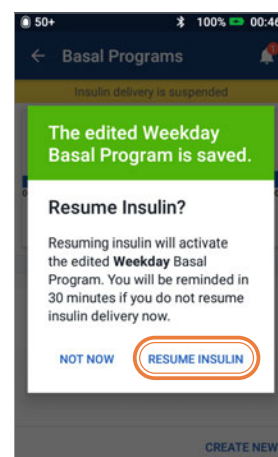 50+ 100% 00:46
Basal Programs
Insulin delivery is suspended
The edited Weekday
Basal Program is saved.
Resume Insulin?
Resuming insulin will activate
the edited Weekday Basal
Program. You will be reminded in
30 minutes if you do not resume
insulin delivery now.
NOT NOW RESUME INSULIN
CREATE NEW